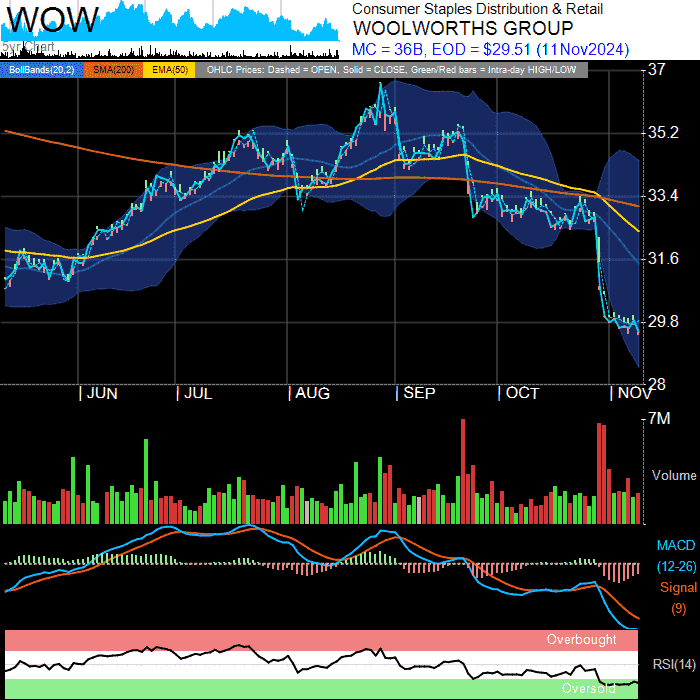 WOW
5yr Chart
Consumer Staples Distribution & Retail
WOOLWORTHS GROUP
MC = 36B, EOD = $29.51 (11Nov2024)
BollBands(20,2) SMA(200) EMA(50) OHLC Prices: Dashed = OPEN, Solid = CLOSE, Green/Red bars = Intra-day HIGH/LOW
37
35.2
33.4
31.6
29.8
28
| JUN | JUL | AUG | SEP | OCT | NOV
7M
Volume
MACD
(12-26)
Signal
(9)
Overbought
RSI(14)
Oversold